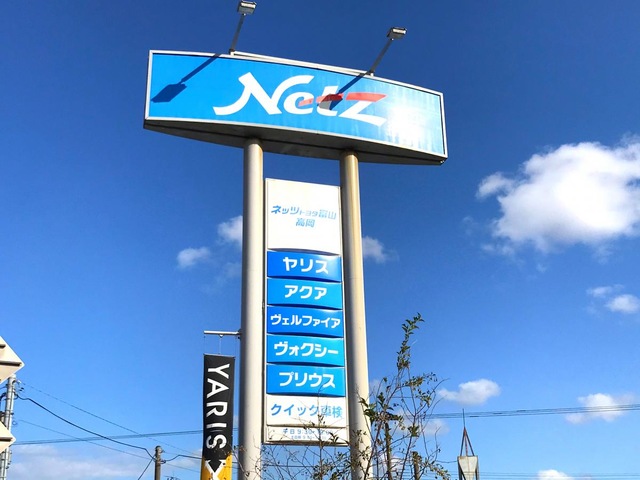 Netz
ネッツトヨタ富山
高岡
ヤリス
アクア
ヴェルファイア
ヴォクシー
プリウス
クイック車検
YARIS